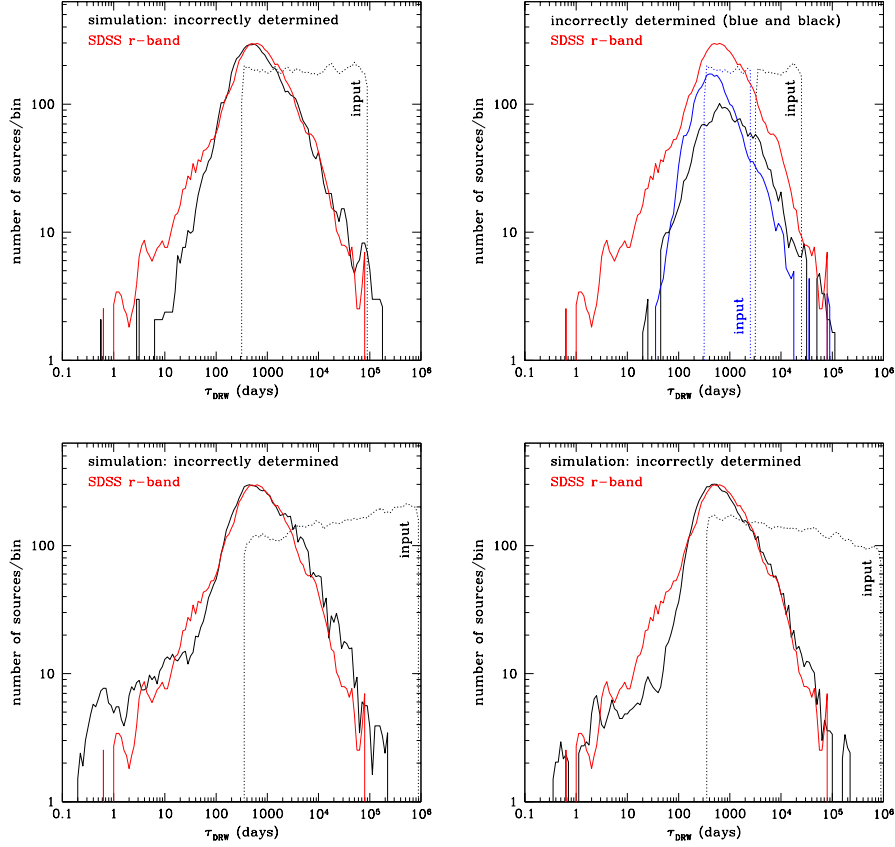 simulation: incorrectly determined
SDSS r-band
input
number of sources/bin
100
10
1
0.1 1 10 100 1000 10^4 10^5 10^6
τ_DRW (days)
incorrectly determined (blue and black)
SDSS r-band
input
input
number of sources/bin
100
10
1
0.1 1 10 100 1000 10^4 10^5 10^6
τ_DRW (days)
simulation: incorrectly determined
SDSS r-band
input
number of sources/bin
100
10
1
0.1 1 10 100 1000 10^4 10^5 10^6
τ_DRW (days)
simulation: incorrectly determined
SDSS r-band
input
number of sources/bin
100
10
1
0.1 1 10 100 1000 10^4 10^5 10^6
τ_DRW (days)